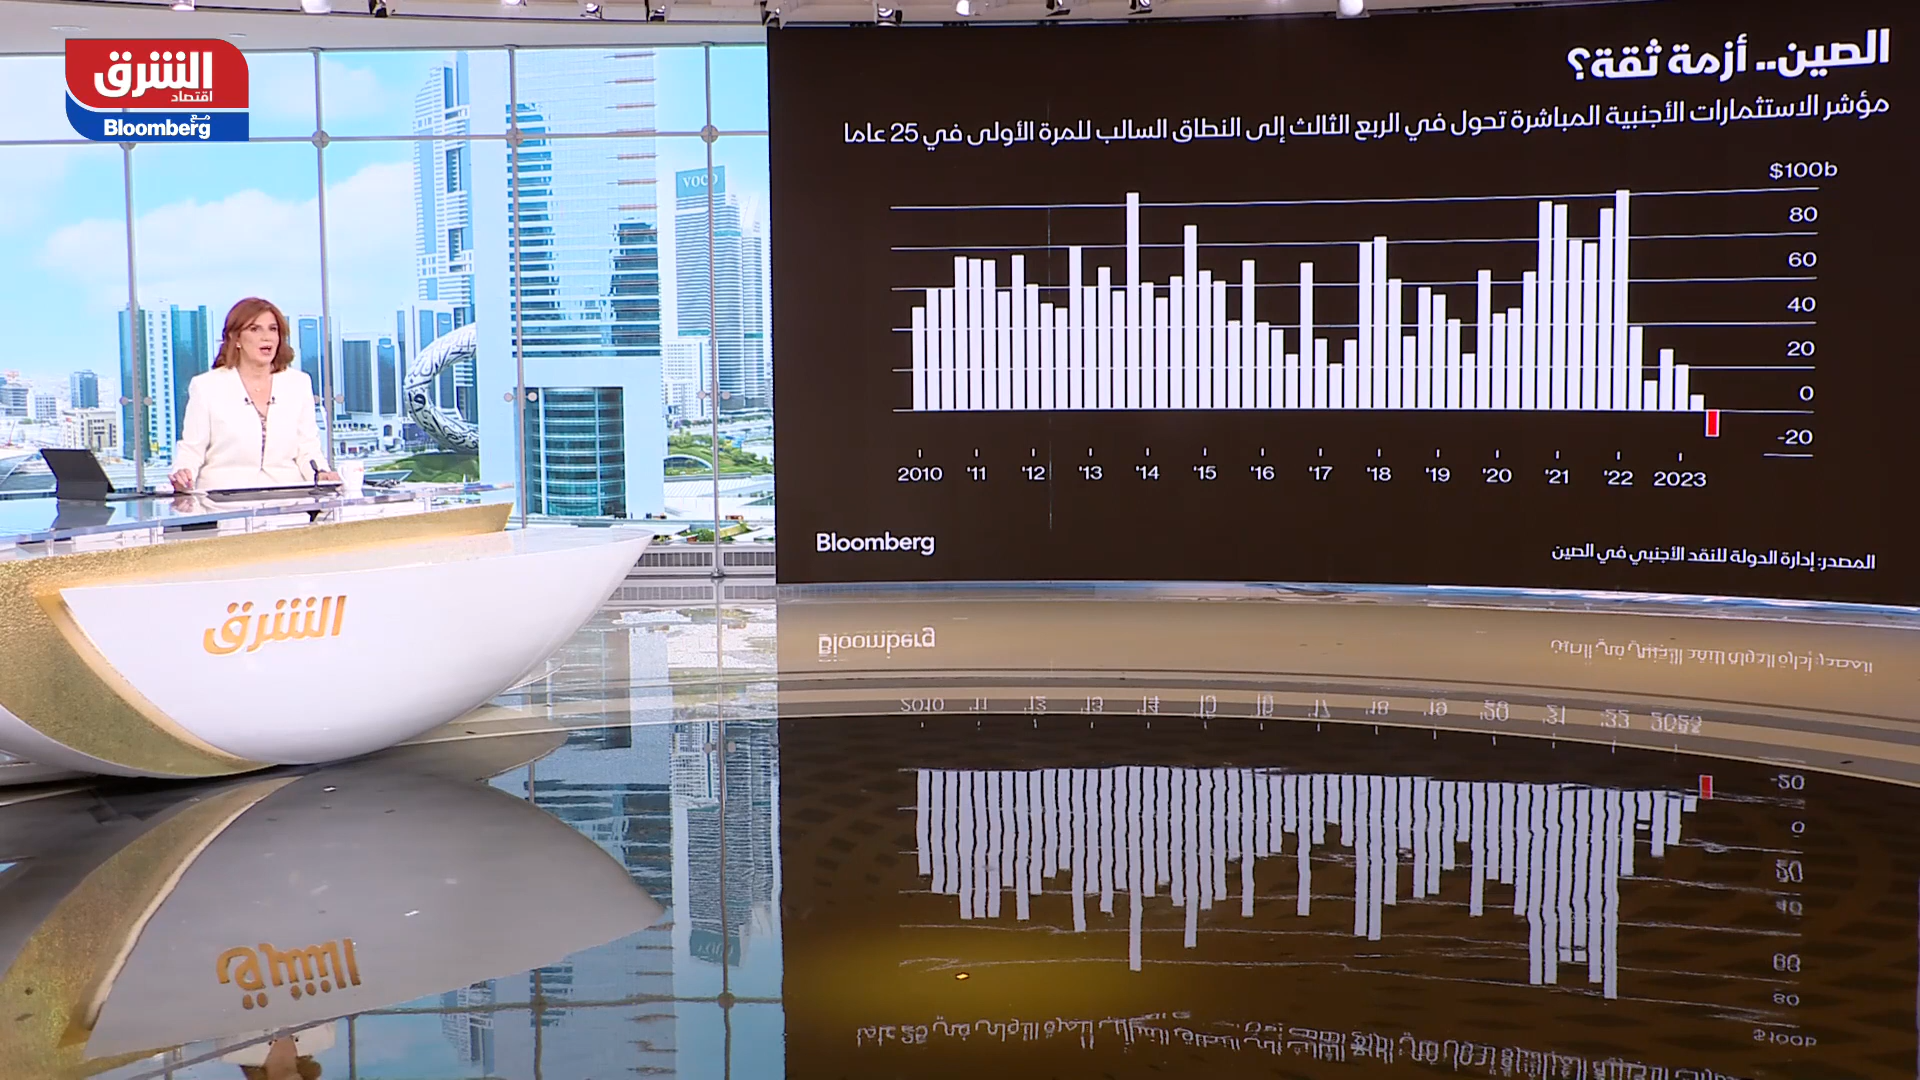 الشرق
اقتصاد
مع
Bloomberg
VOCO
الصين.. أزمة ثقة؟
مؤشر الاستثمارات الأجنبية المباشرة تحول في الربع الثالث إلى النطاق السالب للمرة الأولى في 25 عاما
$100b
80
60
40
20
0
-20
2010 '11 '12 '13 '14 '15 '16 '17 '18 '19 '20 '21 '22 2023
Bloomberg
المصدر: إدارة الدولة للنقد الأجنبي في الصين
الشرق